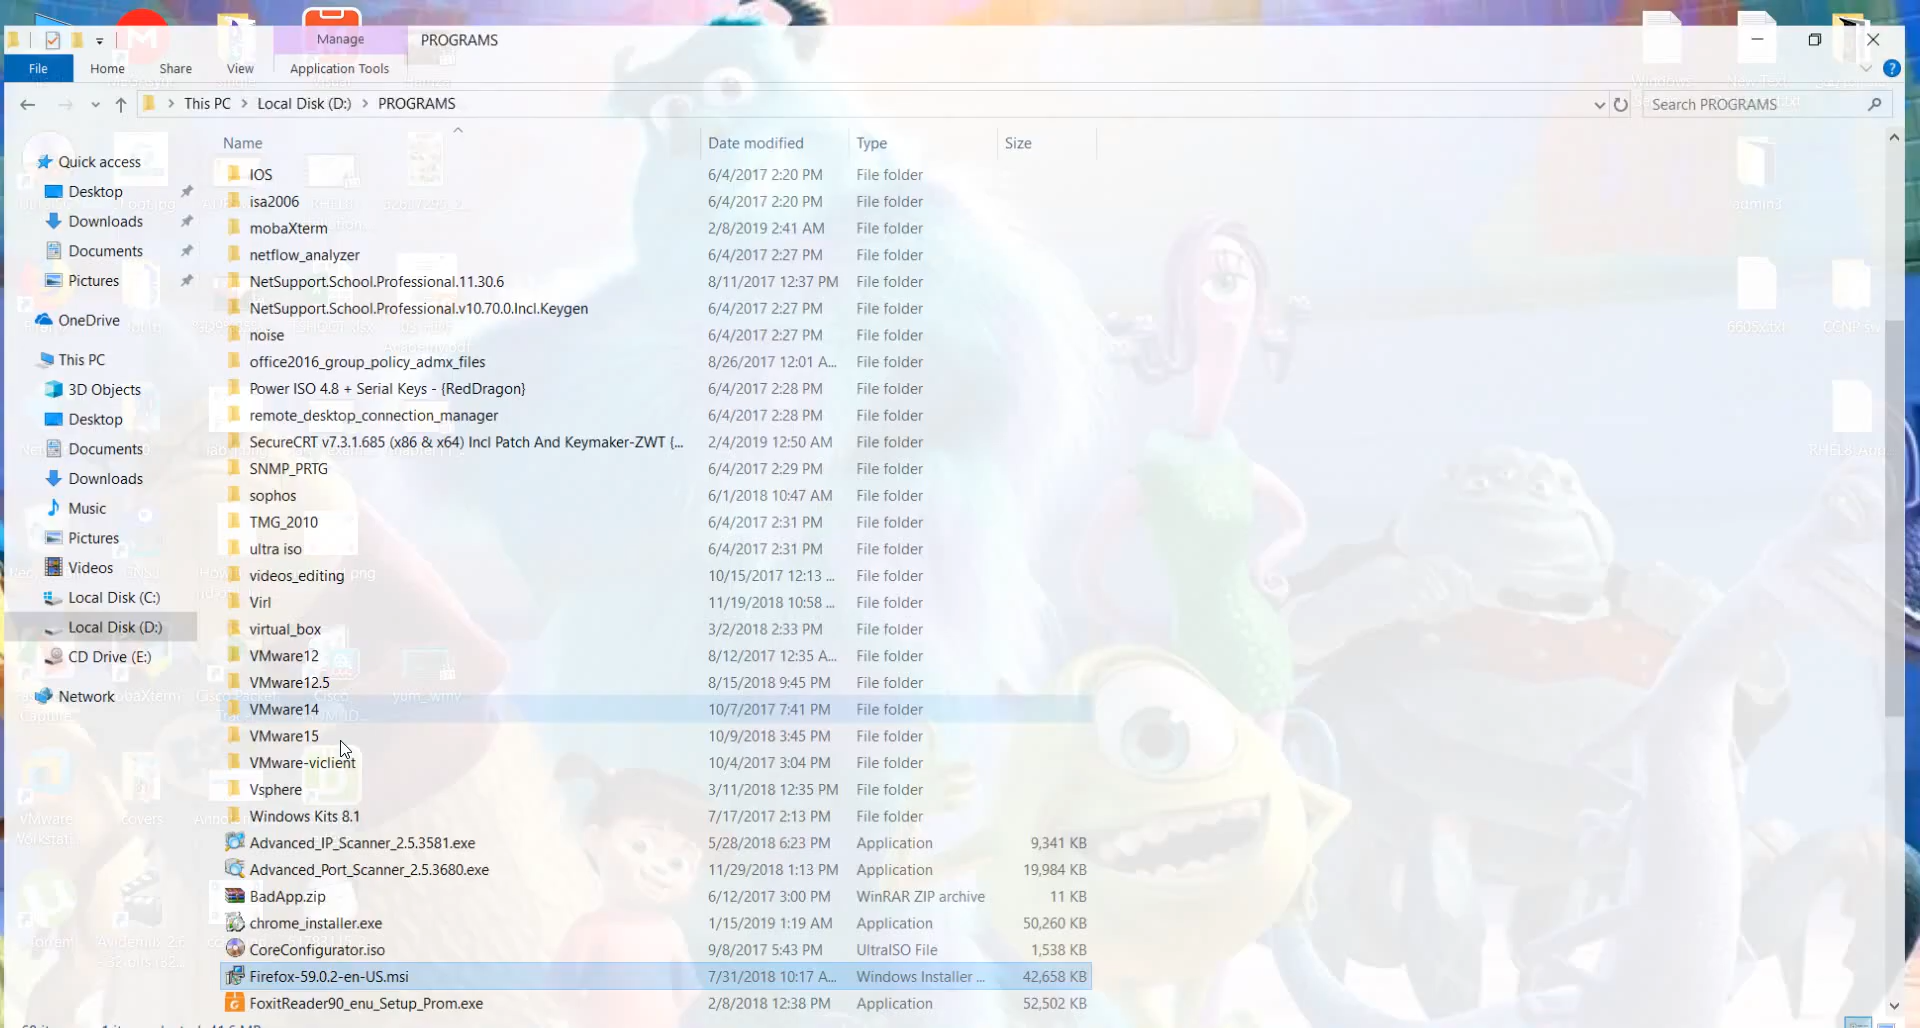 Manage
PROGRAMS
File
Home
Share
View
Application Tools
This PC
Local Disk (D:)
PROGRAMS
Search PROGRAMS
Name
Date modified
Type
Size
Quick access
Desktop
Downloads
Documents
Pictures
OneDrive
This PC
3D Objects
Desktop
Documents
Downloads
Music
Pictures
Videos
Local Disk (C:)
Local Disk (D:)
CD Drive (E:)
Network
IOS 6/4/2017 2:20 PM File folder
isa2006 6/4/2017 2:20 PM File folder
mobaXterm 2/8/2019 2:41 AM File folder
netflow_analyzer 6/4/2017 2:27 PM File folder
NetSupport.School.Professional.11.30.6 8/11/2017 12:37 PM File folder
NetSupport.School.Professional.v10.70.0.Incl.Keygen 6/4/2017 2:27 PM File folder
noise 6/4/2017 2:27 PM File folder
office2016_group_policy_admx_files 8/26/2017 12:01 A... File folder
Power ISO 4.8 + Serial Keys - {RedDragon} 6/4/2017 2:28 PM File folder
remote_desktop_connection_manager 6/4/2017 2:28 PM File folder
SecureCRT v7.3.1.685 (x86 & x64) Incl Patch And Keymaker-ZWT {... 2/4/2019 12:50 AM File folder
SNMP_PRTG 6/4/2017 2:29 PM File folder
sophos 6/1/2018 10:47 AM File folder
TMG_2010 6/4/2017 2:31 PM File folder
ultra iso 6/4/2017 2:31 PM File folder
videos_editing 10/15/2017 12:13 ... File folder
Virl 11/19/2018 10:58 ... File folder
virtual_box 3/2/2018 2:33 PM File folder
VMware12 8/12/2017 12:35 A... File folder
VMware12.5 8/15/2018 9:45 PM File folder
VMware14 10/7/2017 7:41 PM File folder
VMware15 10/9/2018 3:45 PM File folder
VMware-viclient 10/4/2017 3:04 PM File folder
Vsphere 3/11/2018 12:35 PM File folder
Windows Kits 8.1 7/17/2017 2:13 PM File folder
Advanced_IP_Scanner_2.5.3581.exe 5/28/2018 6:23 PM Application 9,341 KB
Advanced_Port_Scanner_2.5.3680.exe 11/29/2018 1:13 PM Application 19,984 KB
BadApp.zip 6/12/2017 3:00 PM WinRAR ZIP archive 11 KB
chrome_installer.exe 1/15/2019 1:19 AM Application 50,260 KB
CoreConfigurator.iso 9/8/2017 5:43 PM UltraISO File 1,538 KB
Firefox-59.0.2-en-US.msi 7/31/2018 10:17 A... Windows Installer ... 42,658 KB
FoxitReader90_enu_Setup_Prom.exe 2/8/2018 12:38 PM Application 52,502 KB
admin3
6605x.txt
covers